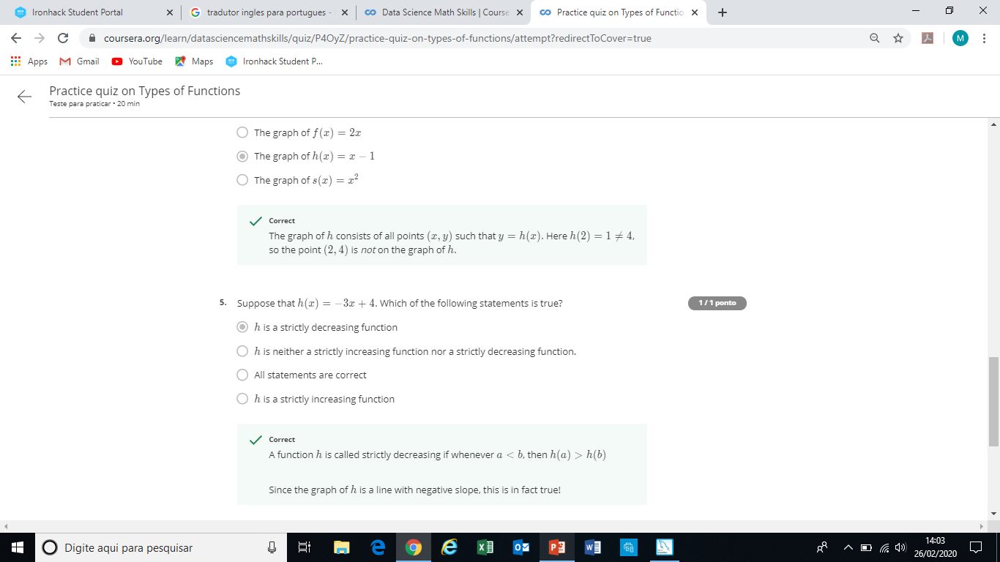 Ironhack Student Portal
tradutor ingles para portugues -
Data Science Math Skills | Course
Practice quiz on Types of Functio
coursera.org/learn/datasciencemathskills/quiz/P4OyZ/practice-quiz-on-types-of-functions/attempt?redirectToCover=true
M
Apps
Gmail
YouTube
Maps
Ironhack Student P...
Practice quiz on Types of Functions
Teste para praticar • 20 min
The graph of f(x) = 2x
The graph of h(x) = x − 1
The graph of s(x) = x²
Correct
The graph of h consists of all points (x, y) such that y = h(x). Here h(2) = 1 ≠ 4,
so the point (2, 4) is not on the graph of h.
5. Suppose that h(x) = −3x + 4. Which of the following statements is true?
1 / 1 ponto
h is a strictly decreasing function
h is neither a strictly increasing function nor a strictly decreasing function.
All statements are correct
h is a strictly increasing function
Correct
A function h is called strictly decreasing if whenever a < b, then h(a) > h(b)
Since the graph of h is a line with negative slope, this is in fact true!
Digite aqui para pesquisar
14:03
26/02/2020